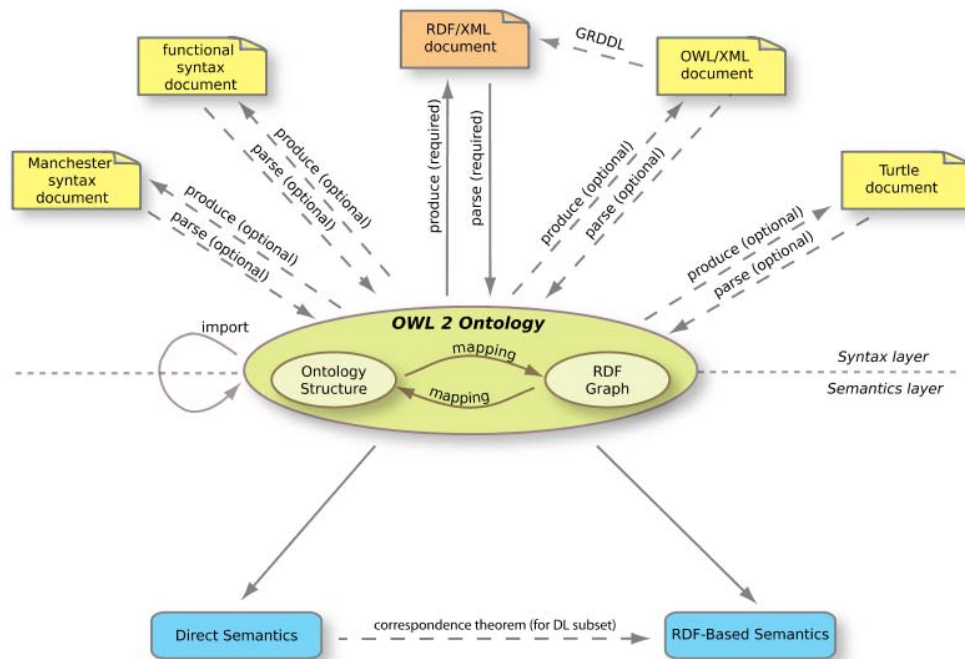 RDF/XML
document
GRDDL
functional
syntax
document
OWL/XML
document
Manchester
syntax
document
Turtle
document
produce (optional)
parse (optional)
produce (optional)
parse (optional)
produce (required)
parse (required)
produce (optional)
parse (optional)
produce (optional)
parse (optional)
OWL 2 Ontology
import
mapping
Ontology
Structure
RDF
Graph
mapping
Syntax layer
Semantics layer
Direct Semantics
correspondence theorem (for DL subset)
RDF-Based Semantics